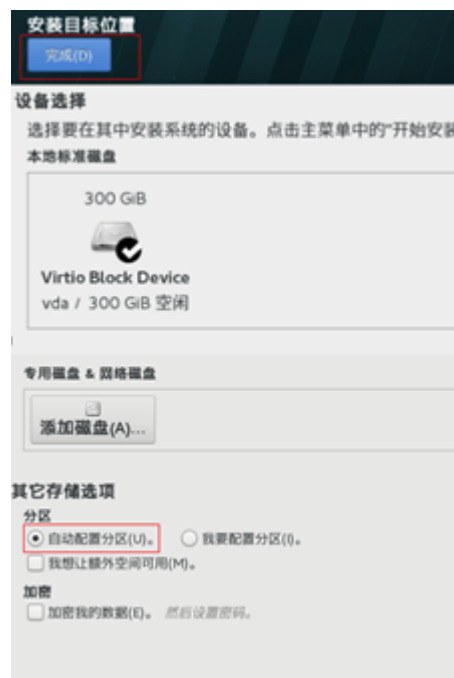 安装目标位置
完成(D)
设备选择
选择要在其中安装系统的设备。点击主菜单中的"开始安装
本地标准磁盘
300 GiB
Virtio Block Device
vda / 300 GiB 空闲
专用磁盘 & 网络磁盘
添加磁盘(A)...
其它存储选项
分区
自动配置分区(U)。 我要配置分区(I)。
我想让额外空间可用(M)。
加密
加密我的数据(E)。 然后设置密码。